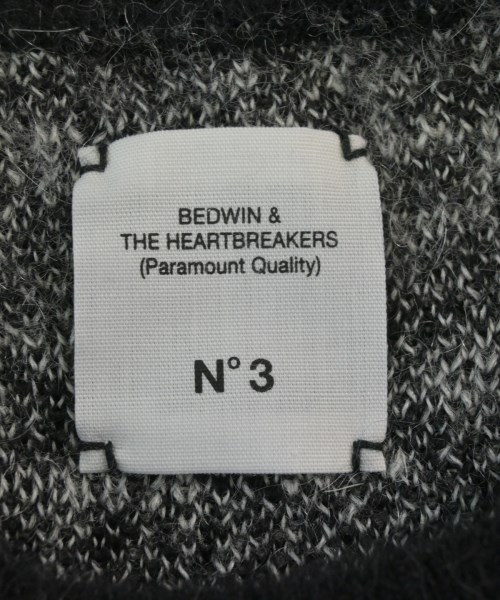 BEDWIN &
THE HEARTBREAKERS
(Paramount Quality)
N° 3